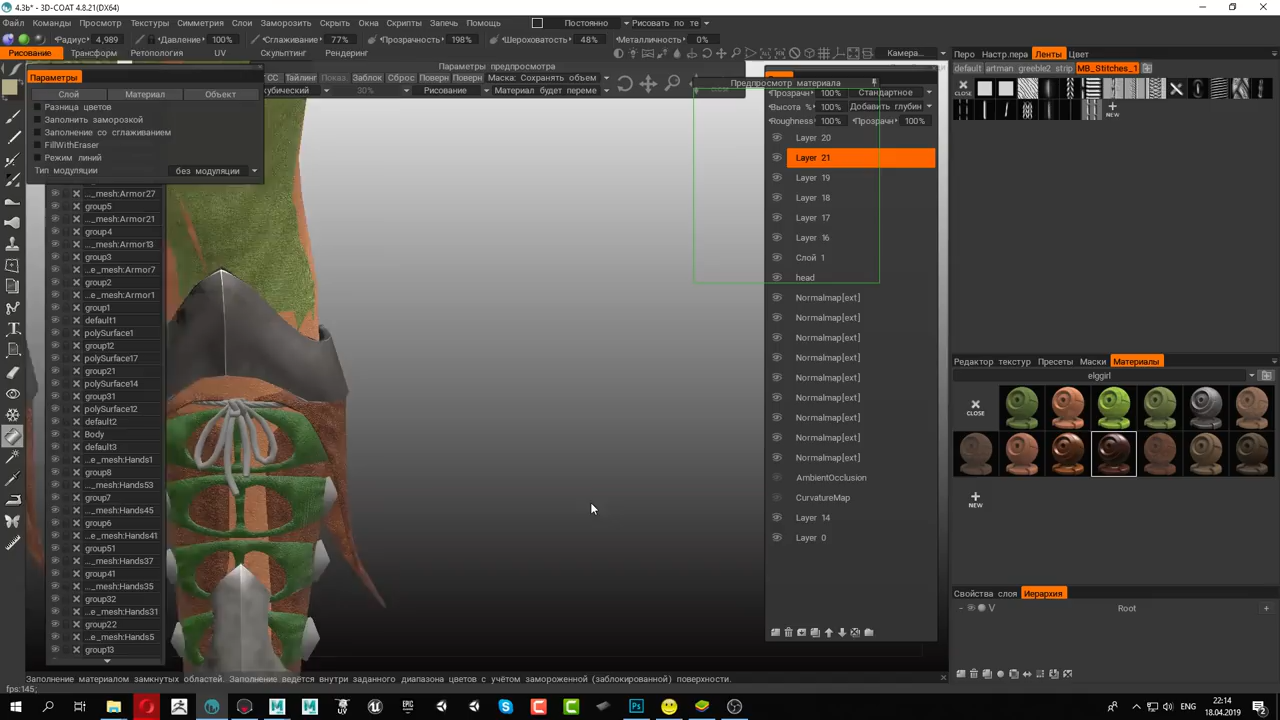 4.3b* - 3D-COAT 4.8.21(DX64)
Файл Команды Просмотр Текстуры Симметрия Слои Заморозить Скрыть Окна Скрипты Запечь Помощь Постоянно Рисовать по те
Радиус 4,989 Давление 100% Сглаживание 77% Прозрачность 198% Шероховатость 48% Металличность 0%
Рисование Трансформ Ретопология UV Скульптинг Рендеринг Камера...
Параметры предпросмотра
Параметры
СС Тайлинг Показ. Заблок Сброс Поверн Поверн Маска: Сохранять объем
30% Рисование Материал будет переме
Слой Материал Объект
Разница цветов
Заполнить заморозкой
Заполнение со сглаживанием
FillWithEraser
Режим линий
Тип модуляции без модуляции
..._mesh:Armor27
group5
..._mesh:Armor21
group4
..._mesh:Armor13
group3
...e_mesh:Armor7
group2
...e_mesh:Armor1
group1
default1
polySurface1
group12
polySurface17
group21
polySurface14
group31
polySurface12
default2
Body
default3
...e_mesh:Hands1
group8
..._mesh:Hands53
group7
..._mesh:Hands45
group6
...e_mesh:Hands41
group51
..._mesh:Hands37
group41
..._mesh:Hands35
group32
...e_mesh:Hands31
group22
...e_mesh:Hands5
group13
Предпросмотр материала
Прозрачн 100% Стандартное
Высота % 100% Добавить глубин
Roughness 100% Прозрачн 100%
Layer 20
Layer 21
Layer 19
Layer 18
Layer 17
Layer 16
Слой 1
head
Normalmap[ext]
Normalmap[ext]
Normalmap[ext]
Normalmap[ext]
Normalmap[ext]
Normalmap[ext]
Normalmap[ext]
Normalmap[ext]
Normalmap[ext]
AmbientOcclusion
CurvatureMap
Layer 14
Layer 0
Перо Настр.пера Ленты Цвет
default artman greeble2 strip MB_Stitches_1
CLOSE
NEW
Редактор текстур Пресеты Маски Материалы
elggirl
CLOSE
NEW
Свойства слоя Иерархия
V Root +
Заполнение материалом замкнутых областей. Заполнение ведётся внутри заданного диапазона цветов с учётом замороженной (заблокированной) поверхности.
fps:145;
ENG 22:14
18.04.2019